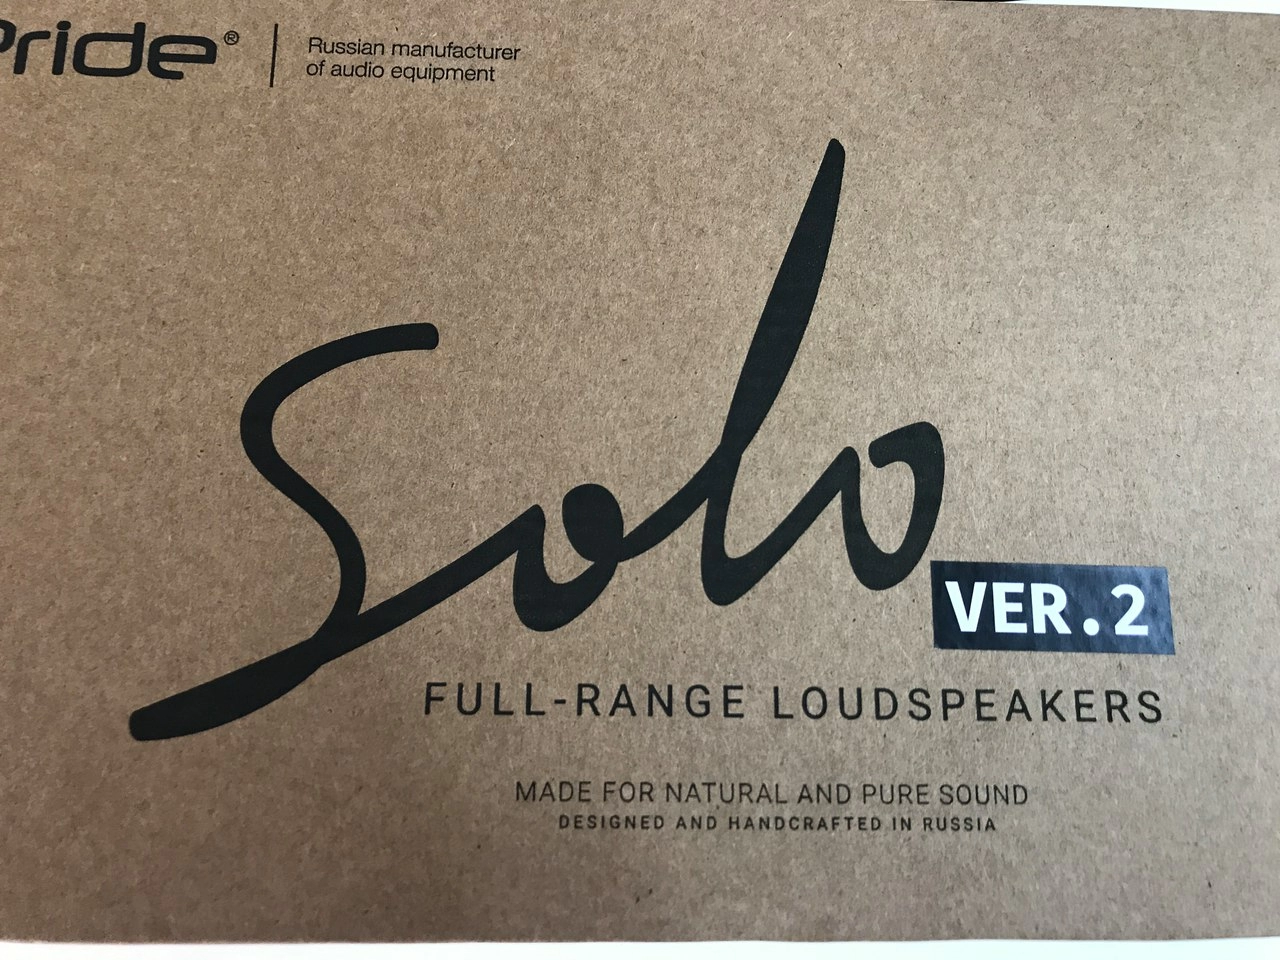 Pride®
Russian manufacturer
of audio equipment
Solo
VER.2
FULL-RANGE LOUDSPEAKERS
MADE FOR NATURAL AND PURE SOUND
DESIGNED AND HANDCRAFTED IN RUSSIA